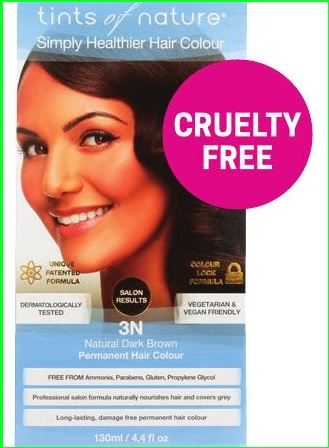 tints of nature
Simply Healthier Hair Colour
CRUELTY
FREE
UNIQUE
PATENTED
FORMULA
COLOUR
LOCK
FORMULA
SALON
RESULTS
DERMATOLOGICALLY
TESTED
VEGETARIAN &
VEGAN FRIENDLY
3N
Natural Dark Brown
Permanent Hair Colour
FREE FROM Ammonia, Parabens, Gluten, Propylene Glycol
Professional salon formula naturally nourishes hair and covers grey
Long-lasting, damage free permanent hair colour
130ml / 4.4 fl oz